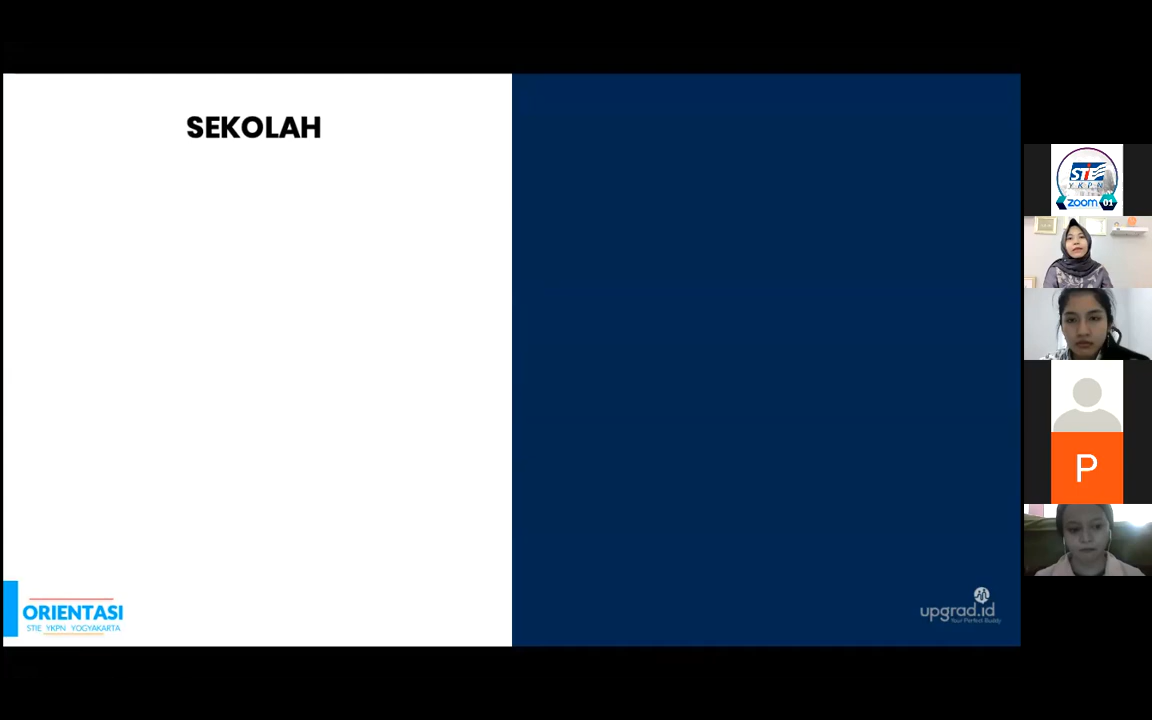 SEKOLAH
ORIENTASI
STIE YKPN YOGYAKARTA
upgrad.id
Your Perfect Buddy
STIE
YKPN
zoom 01
P